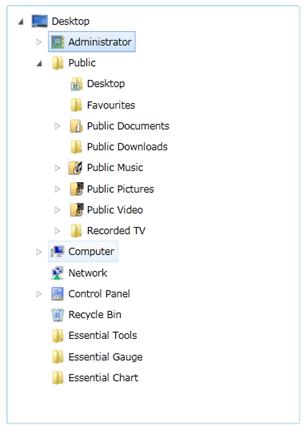 Desktop
Administrator
Public
Desktop
Favourites
Public Documents
Public Downloads
Public Music
Public Pictures
Public Video
Recorded TV
Computer
Network
Control Panel
Recycle Bin
Essential Tools
Essential Gauge
Essential Chart